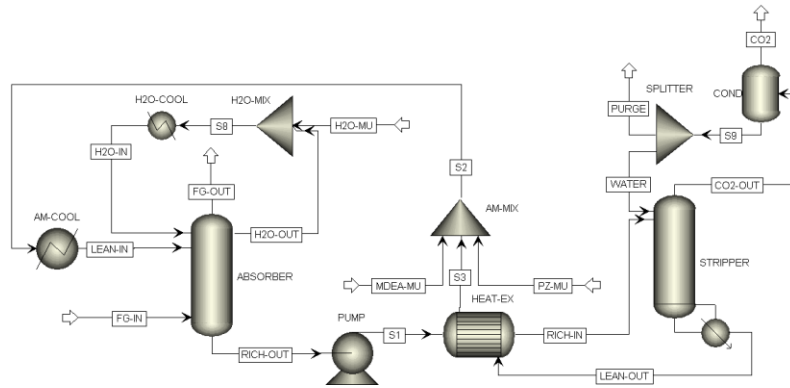 CO2
H2O-COOL
H2O-MIX
SPLITTER
COND
PURGE
S8
H2O-MU
S9
H2O-IN
S2
FG-OUT
WATER
CO2-OUT
AM-COOL
AM-MIX
H2O-OUT
LEAN-IN
ABSORBER
STRIPPER
S3
MDEA-MU
PZ-MU
HEAT-EX
FG-IN
PUMP
S1
RICH-IN
RICH-OUT
LEAN-OUT